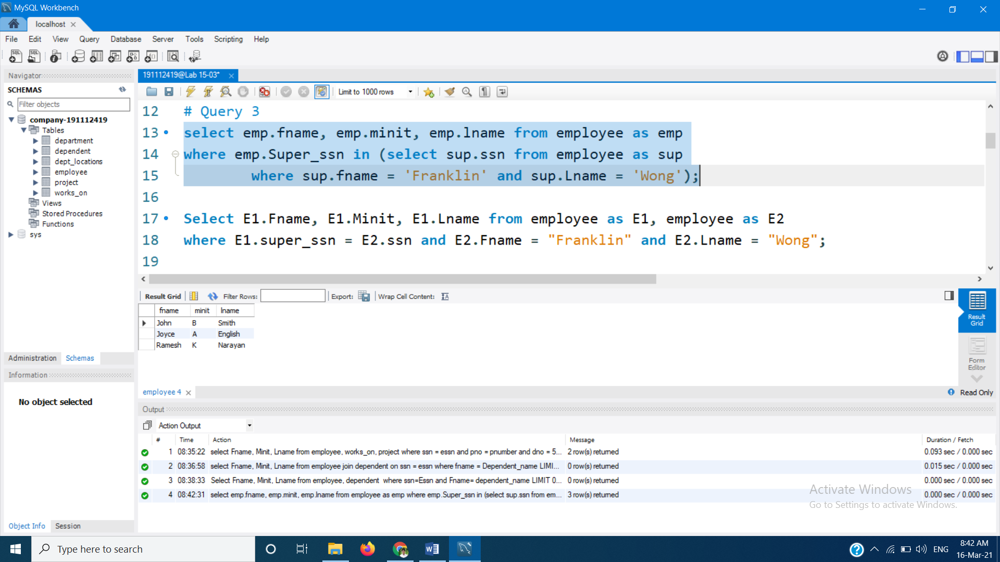 MySQL Workbench
localhost
File Edit View Query Database Server Tools Scripting Help
Navigator
SCHEMAS
Filter objects
company-191112419
Tables
department
dependent
dept_locations
employee
project
works_on
Views
Stored Procedures
Functions
sys
Administration Schemas
Information
No object selected
Object Info Session
191112419@Lab 15-03*
Limit to 1000 rows
12 # Query 3
13 select emp.fname, emp.minit, emp.lname from employee as emp
14 where emp.Super_ssn in (select sup.ssn from employee as sup
15 where sup.fname = 'Franklin' and sup.Lname = 'Wong');
16
17 Select E1.Fname, E1.Minit, E1.Lname from employee as E1, employee as E2
18 where E1.super_ssn = E2.ssn and E2.Fname = "Franklin" and E2.Lname = "Wong";
19
Result Grid Filter Rows: Export: Wrap Cell Content:
fname minit lname
John B Smith
Joyce A English
Ramesh K Narayan
Result Grid
Form Editor
employee 4
Read Only
Output
Action Output
# Time Action Message Duration / Fetch
1 08:35:22 select Fname, Minit, Lname from employee, works_on, project where ssn = essn and pno = pnumber and dno = 5... 2 row(s) returned 0.093 sec / 0.000 sec
2 08:36:58 select Fname, Minit, Lname from employee join dependent on ssn = essn where fname = Dependent_name LIMI... 0 row(s) returned 0.015 sec / 0.000 sec
3 08:38:33 Select Fname, Minit, Lname from employee, dependent where ssn=Essn and Fname= dependent_name LIMIT 0... 0 row(s) returned 0.000 sec / 0.000 sec
4 08:42:31 select emp.fname, emp.minit, emp.lname from employee as emp where emp.Super_ssn in (select sup.ssn from em... 3 row(s) returned 0.000 sec / 0.000 sec
Activate Windows
Go to Settings to activate Windows.
Type here to search
ENG
8:42 AM
16-Mar-21